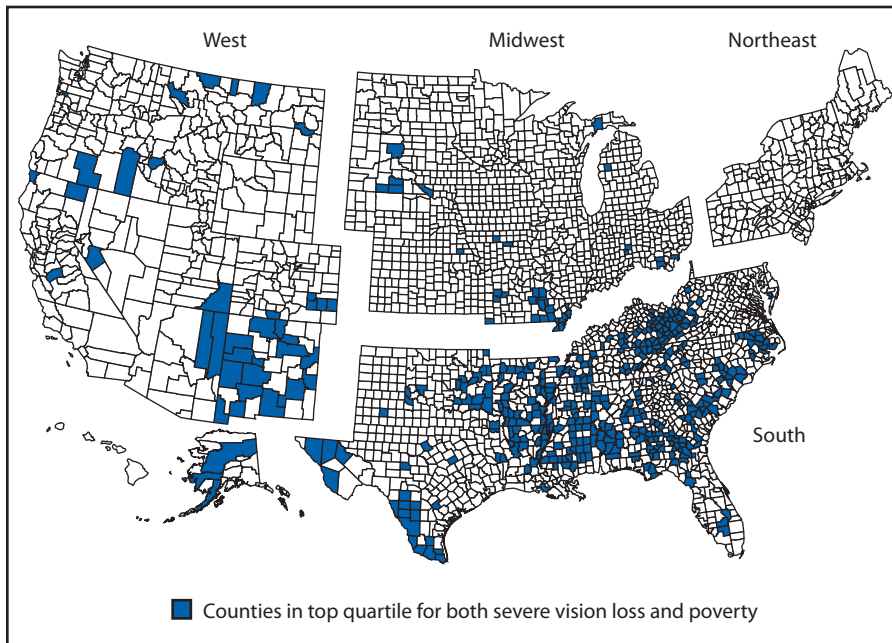 West
Midwest
Northeast
South
Counties in top quartile for both severe vision loss and poverty